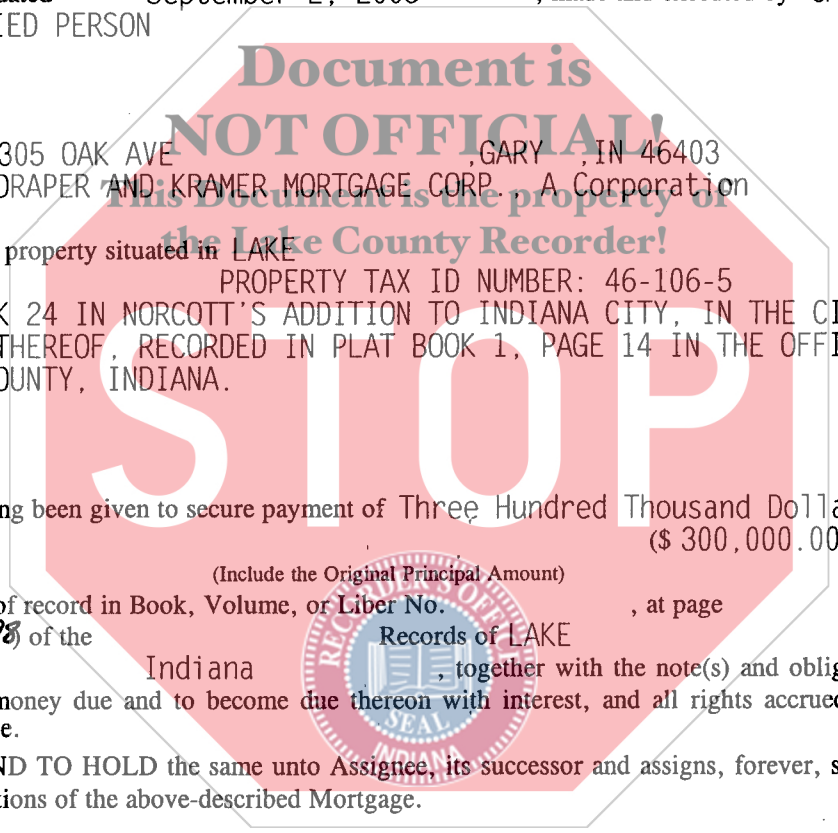 IED PERSON
Document is
NOT OFFICIAL!
305 OAK AVE ,GARY ,IN 46403
DRAPER AND KRAMER MORTGAGE CORP., A Corporation
This Document is the property of
the Lake County Recorder!
property situated in LAKE
PROPERTY TAX ID NUMBER: 46-106-5
K 24 IN NORCOTT'S ADDITION TO INDIANA CITY, IN THE CI
THEREOF, RECORDED IN PLAT BOOK 1, PAGE 14 IN THE OFFI
OUNTY, INDIANA.
STOP
ng been given to secure payment of Three Hundred Thousand Dolla
($ 300,000.00
(Include the Original Principal Amount)
of record in Book, Volume, or Liber No. , at page
98) of the Records of LAKE
Indiana , together with the note(s) and oblig
money due and to become due thereon with interest, and all rights accrued
e.
RECORDER'S OFFICE
SEAL
INDIANA
ND TO HOLD the same unto Assignee, its successor and assigns, forever, s
tions of the above-described Mortgage.